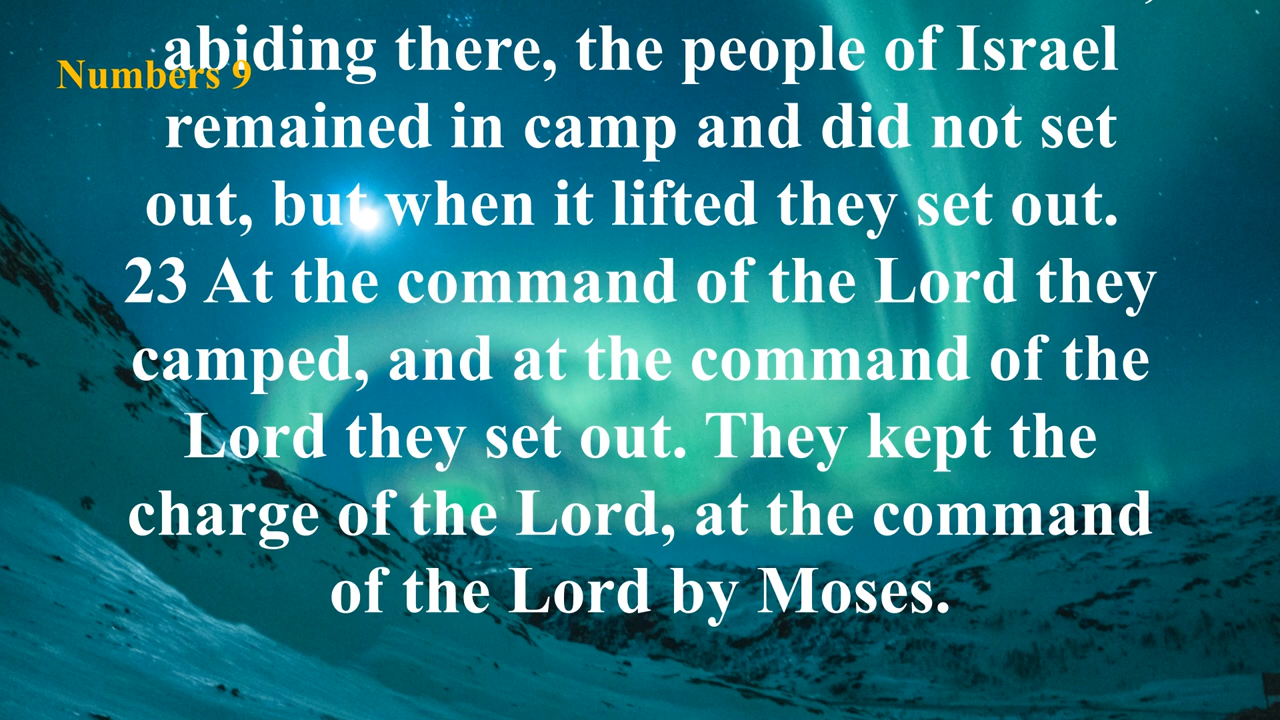 Numbers 9
abiding there, the people of Israel
remained in camp and did not set
out, but when it lifted they set out.
23 At the command of the Lord they
camped, and at the command of the
Lord they set out. They kept the
charge of the Lord, at the command
of the Lord by Moses.